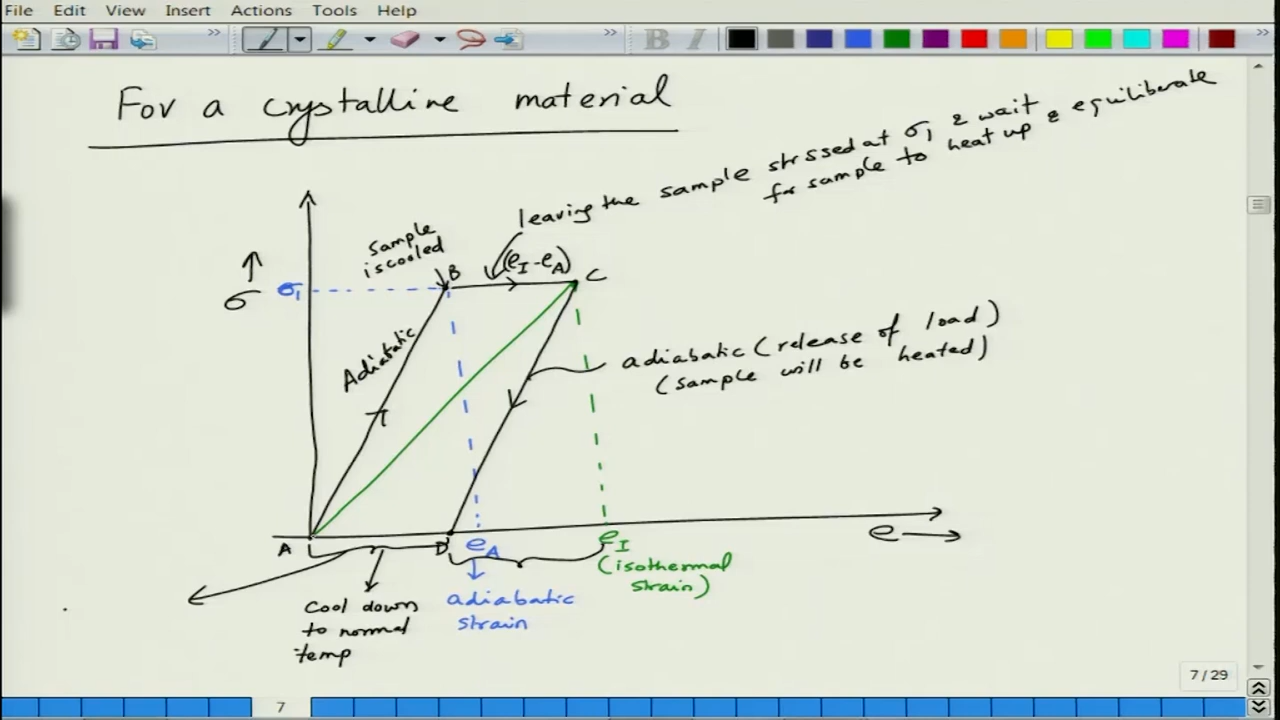 File Edit View Insert Actions Tools Help
B I
For a crystalline material
leaving the sample strssed at σ1 & wait
for sample to heat up & equiliberate
Sample
is cooled
B
(eI-eA)
C
σ
σ1
Adiabatic
adiabatic (release of load)
(sample will be heated)
A
D
eA
eI
e
(isothermal
strain)
adiabatic
strain
Cool down
to normal
temp
7 / 29
7